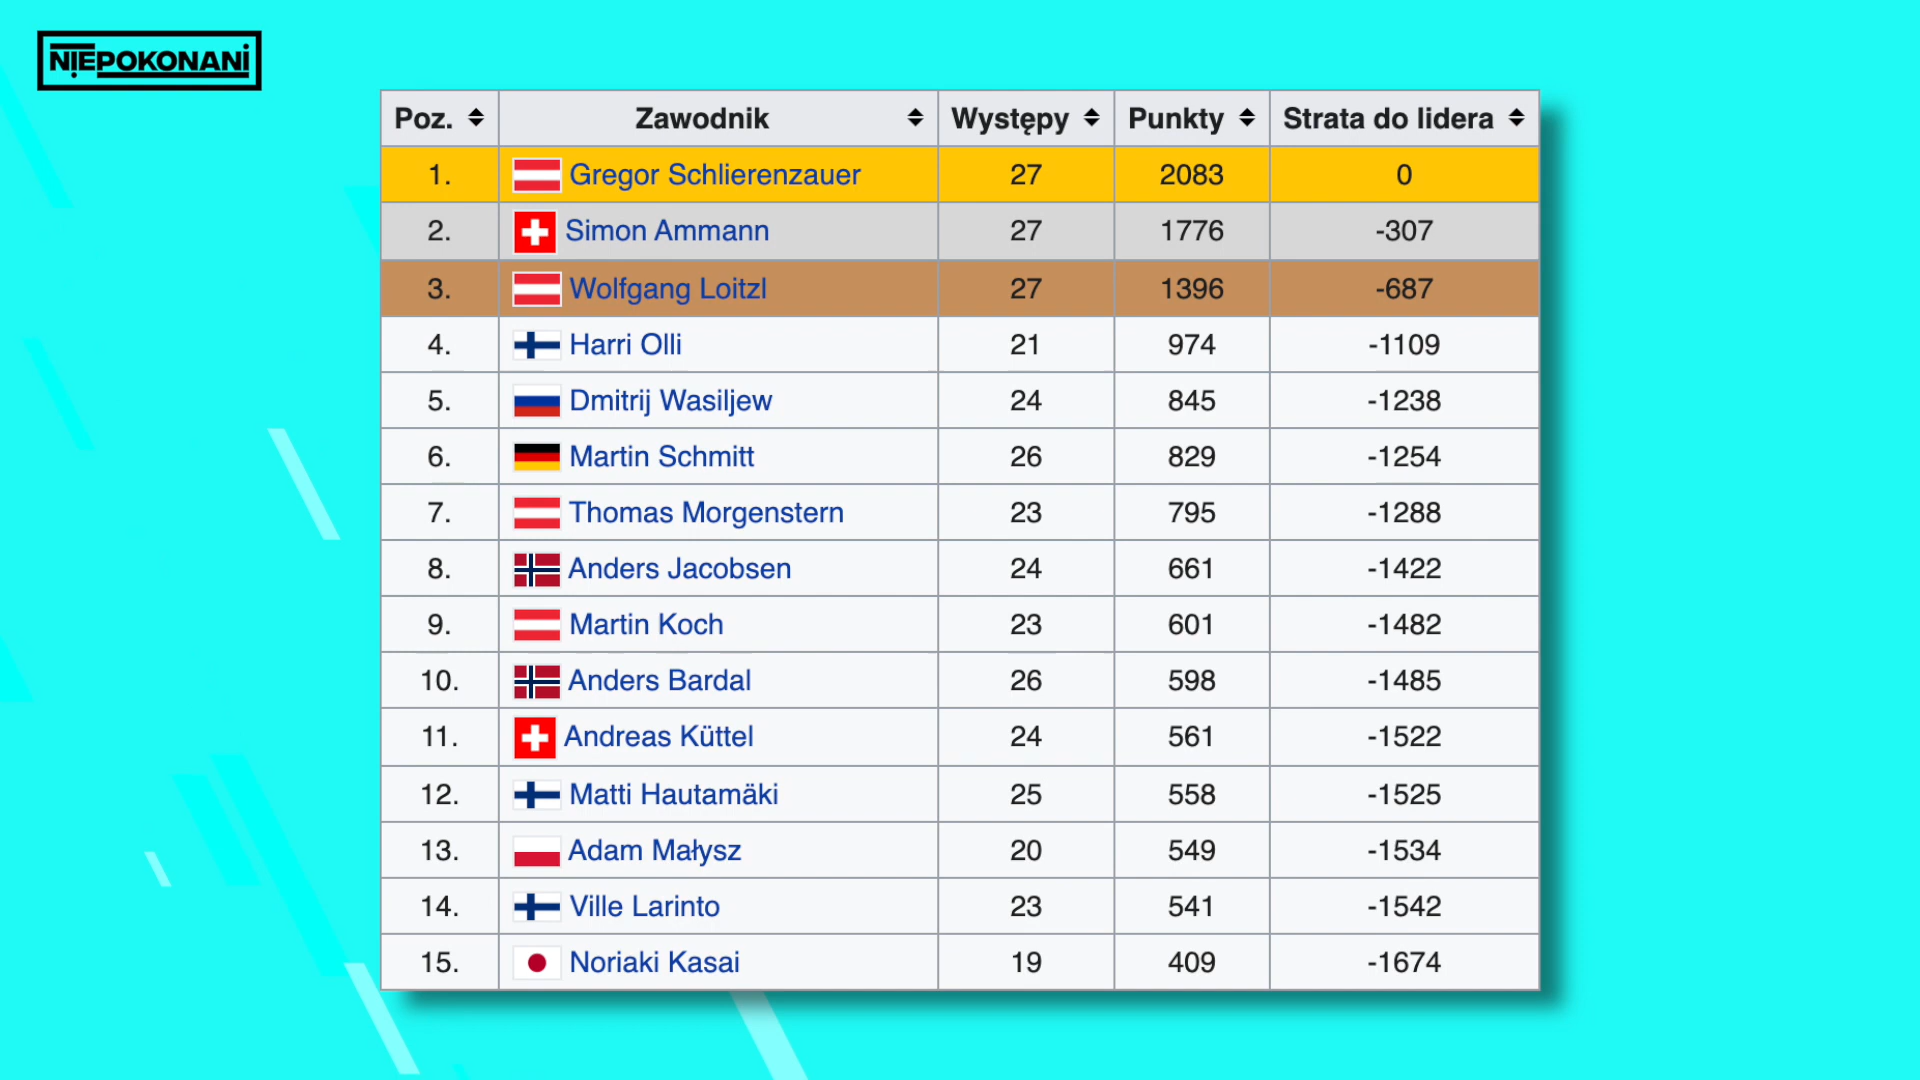 NIEPOKONANI
Poz. Zawodnik Występy Punkty Strata do lidera
1. Gregor Schlierenzauer 27 2083 0
2. Simon Ammann 27 1776 -307
3. Wolfgang Loitzl 27 1396 -687
4. Harri Olli 21 974 -1109
5. Dmitrij Wasiljew 24 845 -1238
6. Martin Schmitt 26 829 -1254
7. Thomas Morgenstern 23 795 -1288
8. Anders Jacobsen 24 661 -1422
9. Martin Koch 23 601 -1482
10. Anders Bardal 26 598 -1485
11. Andreas Küttel 24 561 -1522
12. Matti Hautamäki 25 558 -1525
13. Adam Małysz 20 549 -1534
14. Ville Larinto 23 541 -1542
15. Noriaki Kasai 19 409 -1674